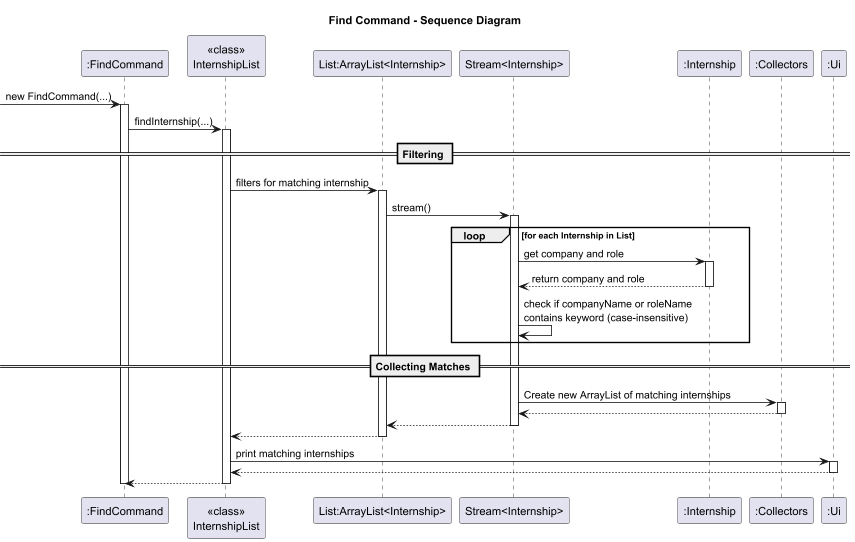 Find Command - Sequence Diagram
:FindCommand
«class»
InternshipList
List:ArrayList<Internship>
Stream<Internship>
:Internship
:Collectors
:Ui
new FindCommand(...)
findInternship(...)
Filtering
filters for matching internship
stream()
loop
[for each Internship in List]
get company and role
return company and role
check if companyName or roleName
contains keyword (case-insensitive)
Collecting Matches
Create new ArrayList of matching internships
print matching internships
:FindCommand
«class»
InternshipList
List:ArrayList<Internship>
Stream<Internship>
:Internship
:Collectors
:Ui